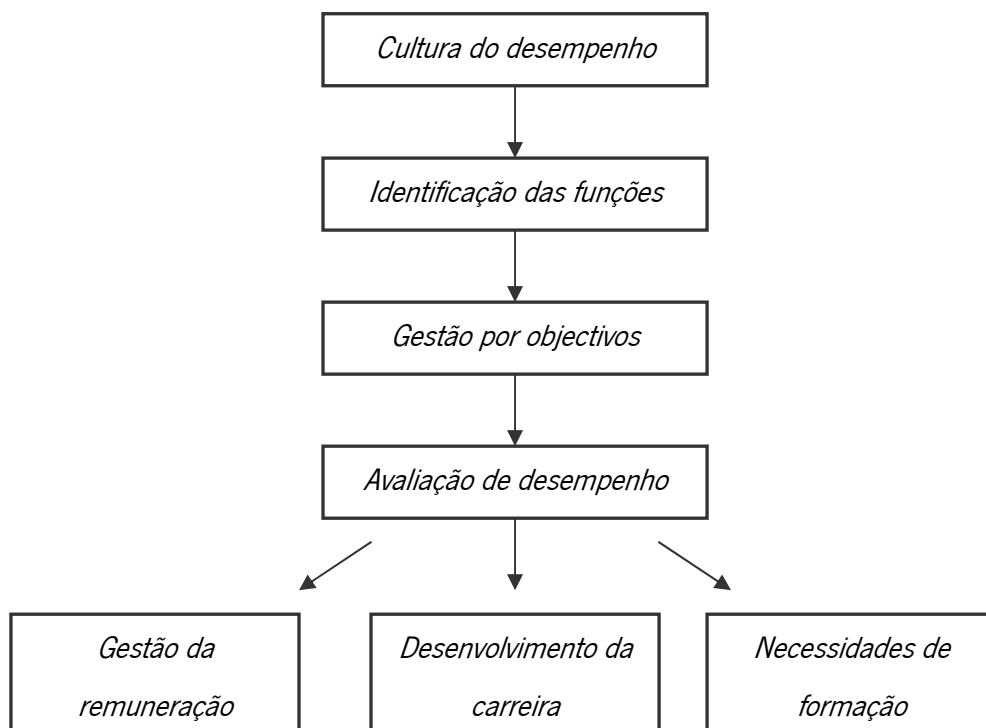 Cultura do desempenho
Identificação das funções
Gestão por objectivos
Avaliação de desempenho
Gestão da
remuneração
Desenvolvimento da
carreira
Necessidades de
formação